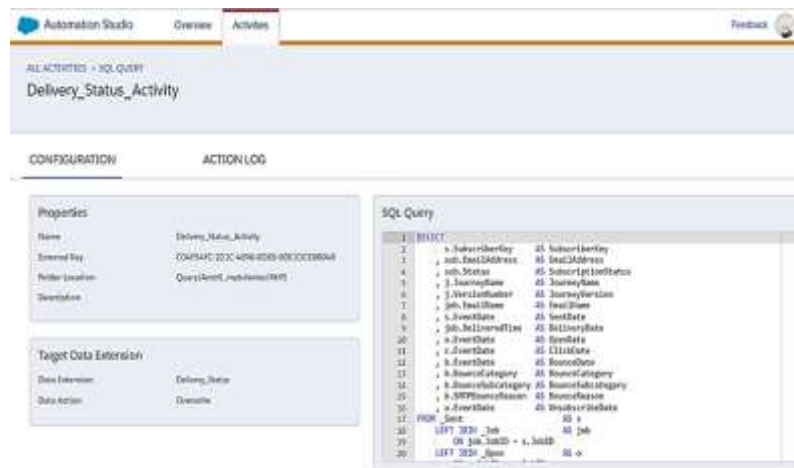 Automation Studio
Overview
Activities
Feedback
ALL ACTIVITIES > SQL QUERY
Delivery_Status_Activity
CONFIGURATION
ACTION LOG
Properties
Name Delivery_Status_Activity
External Key
Folder Location
Description
Target Data Extension
Data Extension Delivery_Status
Data Action Overwrite
SQL Query
1 SELECT
2 s.SubscriberKey AS SubscriberKey
3 , sub.EmailAddress AS EmailAddress
4 , sub.Status AS SubscriptionStatus
5 , j.JourneyName AS JourneyName
6 , j.VersionNumber AS JourneyVersion
7 , job.EmailName AS EmailName
8 , s.EventDate AS SentDate
9 , job.DeliveredTime AS DeliveryDate
10 , o.EventDate AS OpenDate
11 , c.EventDate AS ClickDate
12 , b.EventDate AS BounceDate
13 , b.BounceCategory AS BounceCategory
14 , b.BounceSubcategory AS BounceSubcategory
15 , b.SMTPBounceReason AS BounceReason
16 , u.EventDate AS UnsubscribeDate
17 FROM _Sent AS s
18 LEFT JOIN _Job AS job
19 ON job.JobID = s.JobID
20 LEFT JOIN _Open AS o